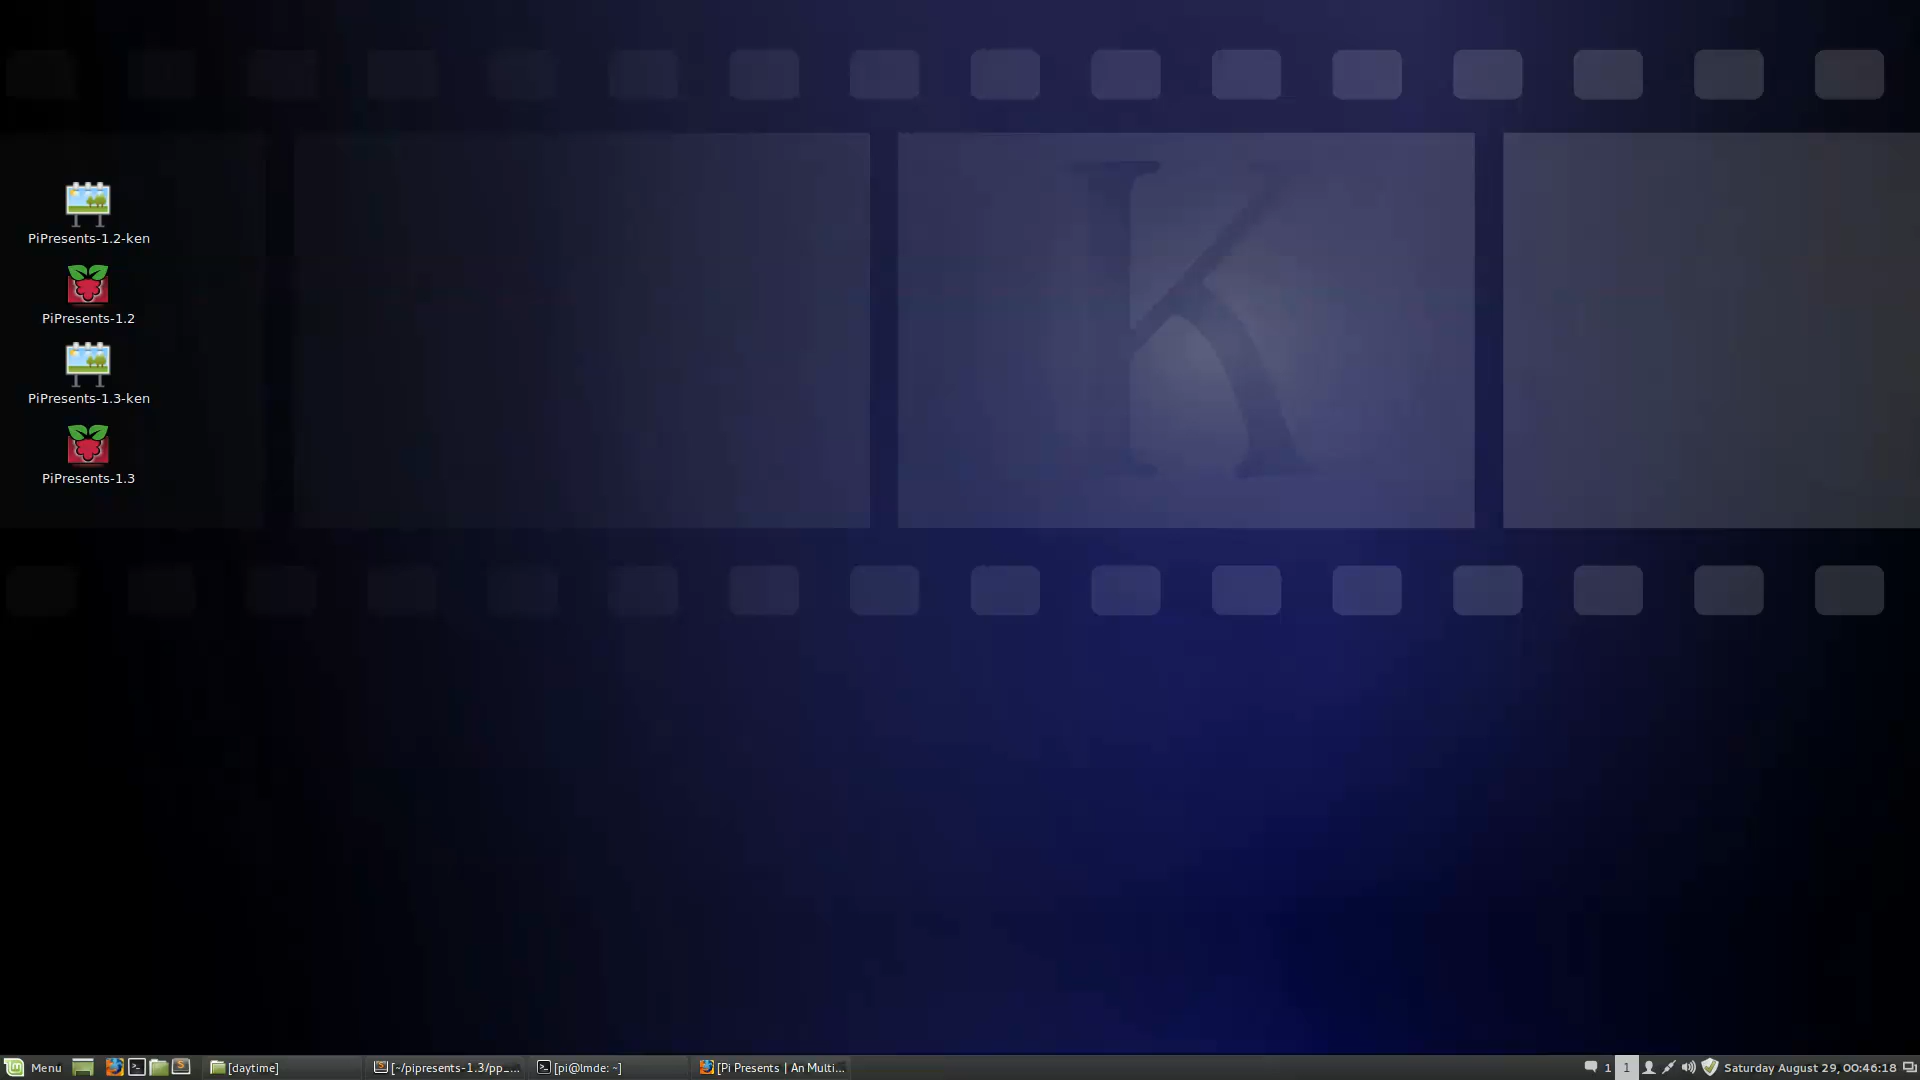 K
PiPresents-1.2-ken
PiPresents-1.2
PiPresents-1.3-ken
PiPresents-1.3
Menu
[daytime]
[~/pipresents-1.3/pp_...
[pi@lmde: ~]
[Pi Presents | An Multi...
1
1
Saturday August 29, 00:46:18